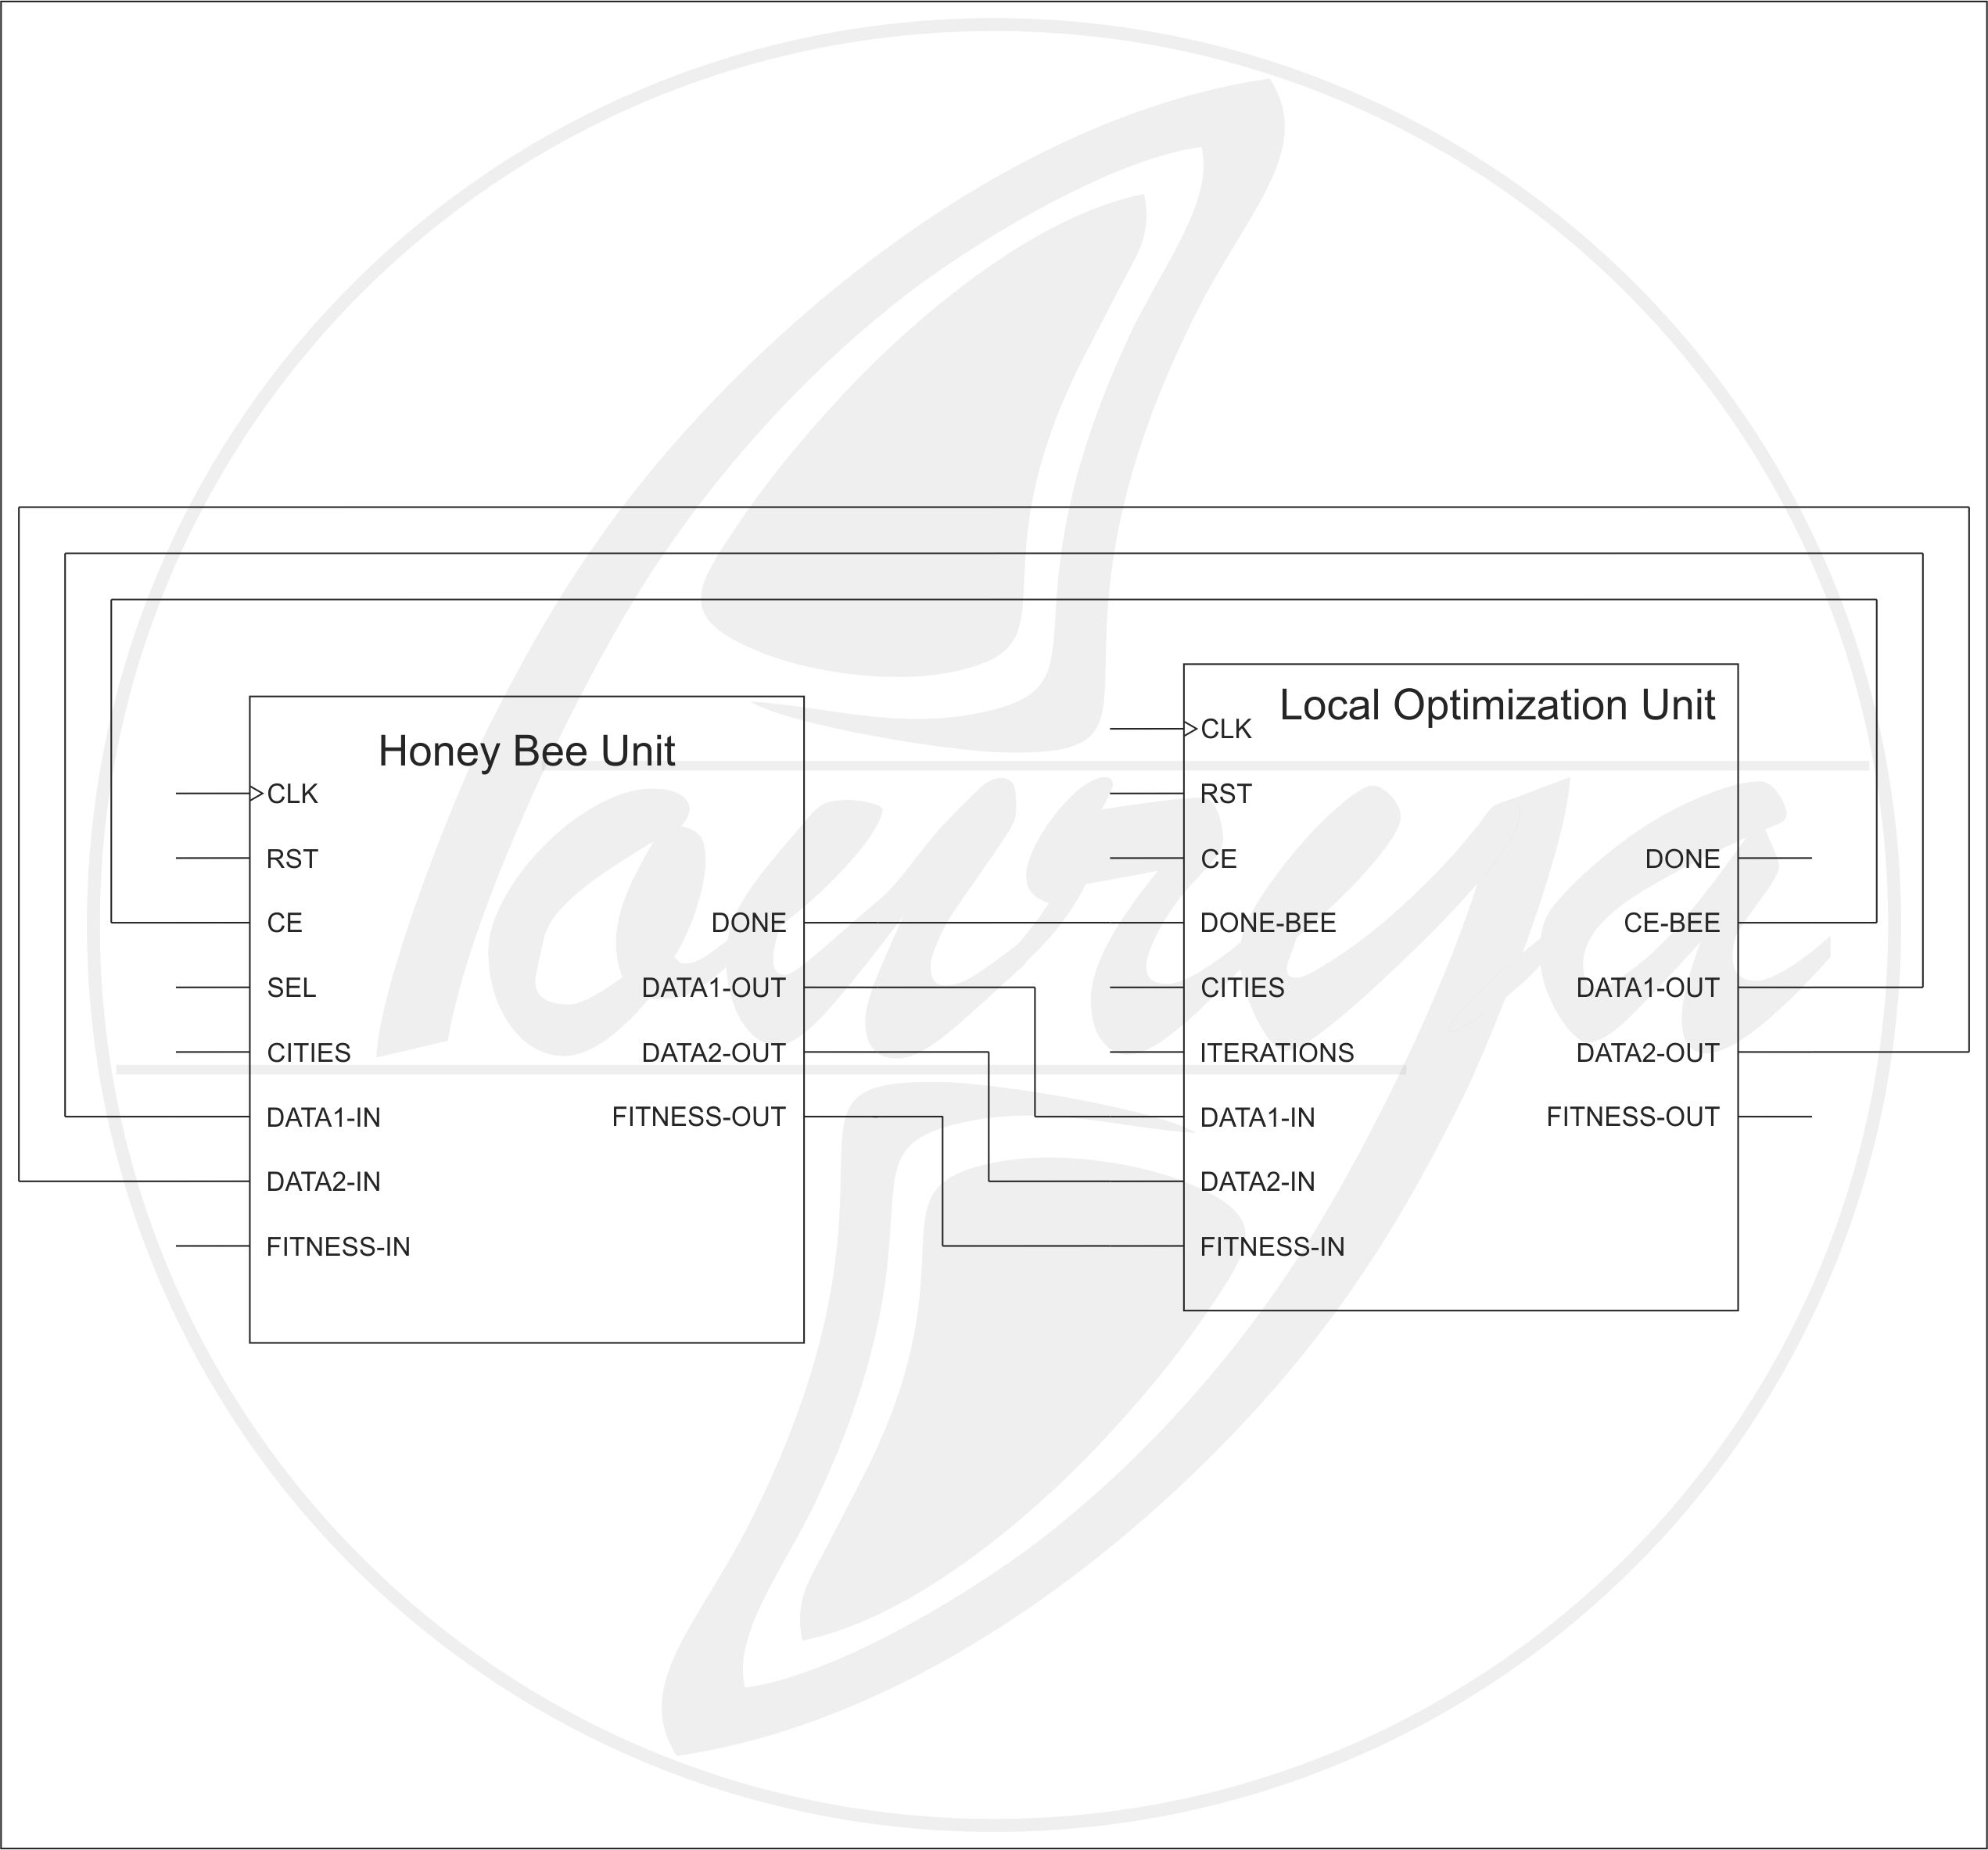 Honey Bee Unit
CLK
RST
CE
SEL
CITIES
DATA1-IN
DATA2-IN
FITNESS-IN
DONE
DATA1-OUT
DATA2-OUT
FITNESS-OUT
Local Optimization Unit
CLK
RST
CE
DONE-BEE
CITIES
ITERATIONS
DATA1-IN
DATA2-IN
FITNESS-IN
DONE
CE-BEE
DATA1-OUT
DATA2-OUT
FITNESS-OUT